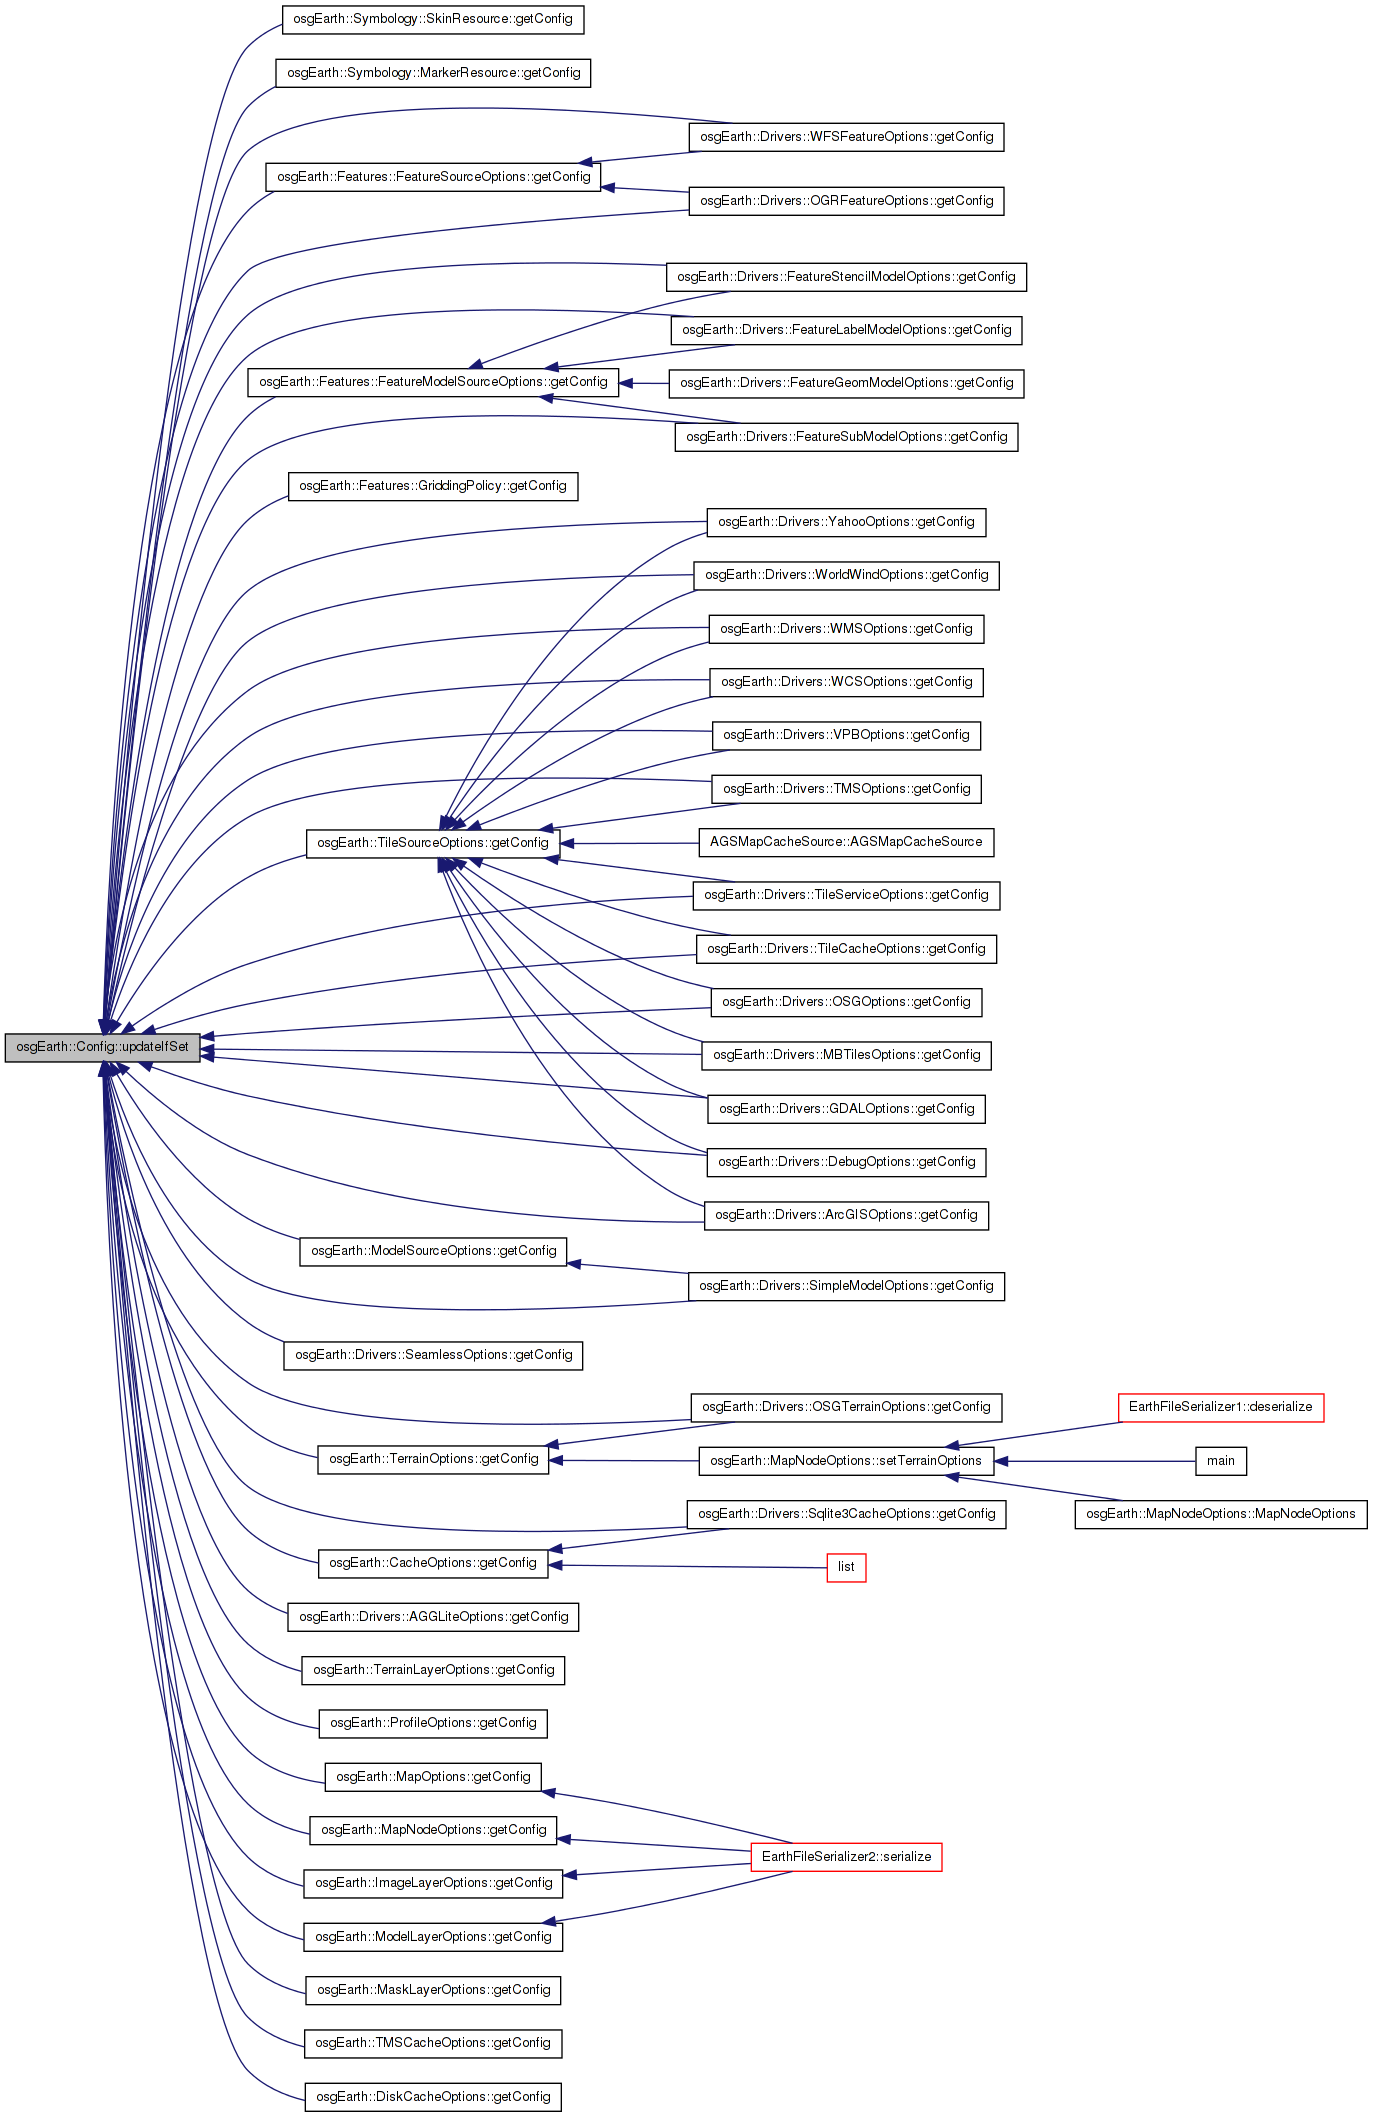 osgEarth::Symbology::SkinResource::getConfig
osgEarth::Symbology::MarkerResource::getConfig
osgEarth::Drivers::WFSFeatureOptions::getConfig
osgEarth::Features::FeatureSourceOptions::getConfig
osgEarth::Drivers::OGRFeatureOptions::getConfig
osgEarth::Drivers::FeatureStencilModelOptions::getConfig
osgEarth::Drivers::FeatureLabelModelOptions::getConfig
osgEarth::Features::FeatureModelSourceOptions::getConfig
osgEarth::Drivers::FeatureGeomModelOptions::getConfig
osgEarth::Drivers::FeatureSubModelOptions::getConfig
osgEarth::Features::GriddingPolicy::getConfig
osgEarth::Drivers::YahooOptions::getConfig
osgEarth::Drivers::WorldWindOptions::getConfig
osgEarth::Drivers::WMSOptions::getConfig
osgEarth::Drivers::WCSOptions::getConfig
osgEarth::Drivers::VPBOptions::getConfig
osgEarth::Drivers::TMSOptions::getConfig
osgEarth::TileSourceOptions::getConfig
AGSMapCacheSource::AGSMapCacheSource
osgEarth::Drivers::TileServiceOptions::getConfig
osgEarth::Drivers::TileCacheOptions::getConfig
osgEarth::Drivers::OSGOptions::getConfig
osgEarth::Config::updateIfSet
osgEarth::Drivers::MBTilesOptions::getConfig
osgEarth::Drivers::GDALOptions::getConfig
osgEarth::Drivers::DebugOptions::getConfig
osgEarth::Drivers::ArcGISOptions::getConfig
osgEarth::ModelSourceOptions::getConfig
osgEarth::Drivers::SimpleModelOptions::getConfig
osgEarth::Drivers::SeamlessOptions::getConfig
osgEarth::Drivers::OSGTerrainOptions::getConfig
EarthFileSerializer1::deserialize
osgEarth::TerrainOptions::getConfig
osgEarth::MapNodeOptions::setTerrainOptions
main
osgEarth::Drivers::Sqlite3CacheOptions::getConfig
osgEarth::MapNodeOptions::MapNodeOptions
osgEarth::CacheOptions::getConfig
list
osgEarth::Drivers::AGGLiteOptions::getConfig
osgEarth::TerrainLayerOptions::getConfig
osgEarth::ProfileOptions::getConfig
osgEarth::MapOptions::getConfig
osgEarth::MapNodeOptions::getConfig
EarthFileSerializer2::serialize
osgEarth::ImageLayerOptions::getConfig
osgEarth::ModelLayerOptions::getConfig
osgEarth::MaskLayerOptions::getConfig
osgEarth::TMSCacheOptions::getConfig
osgEarth::DiskCacheOptions::getConfig